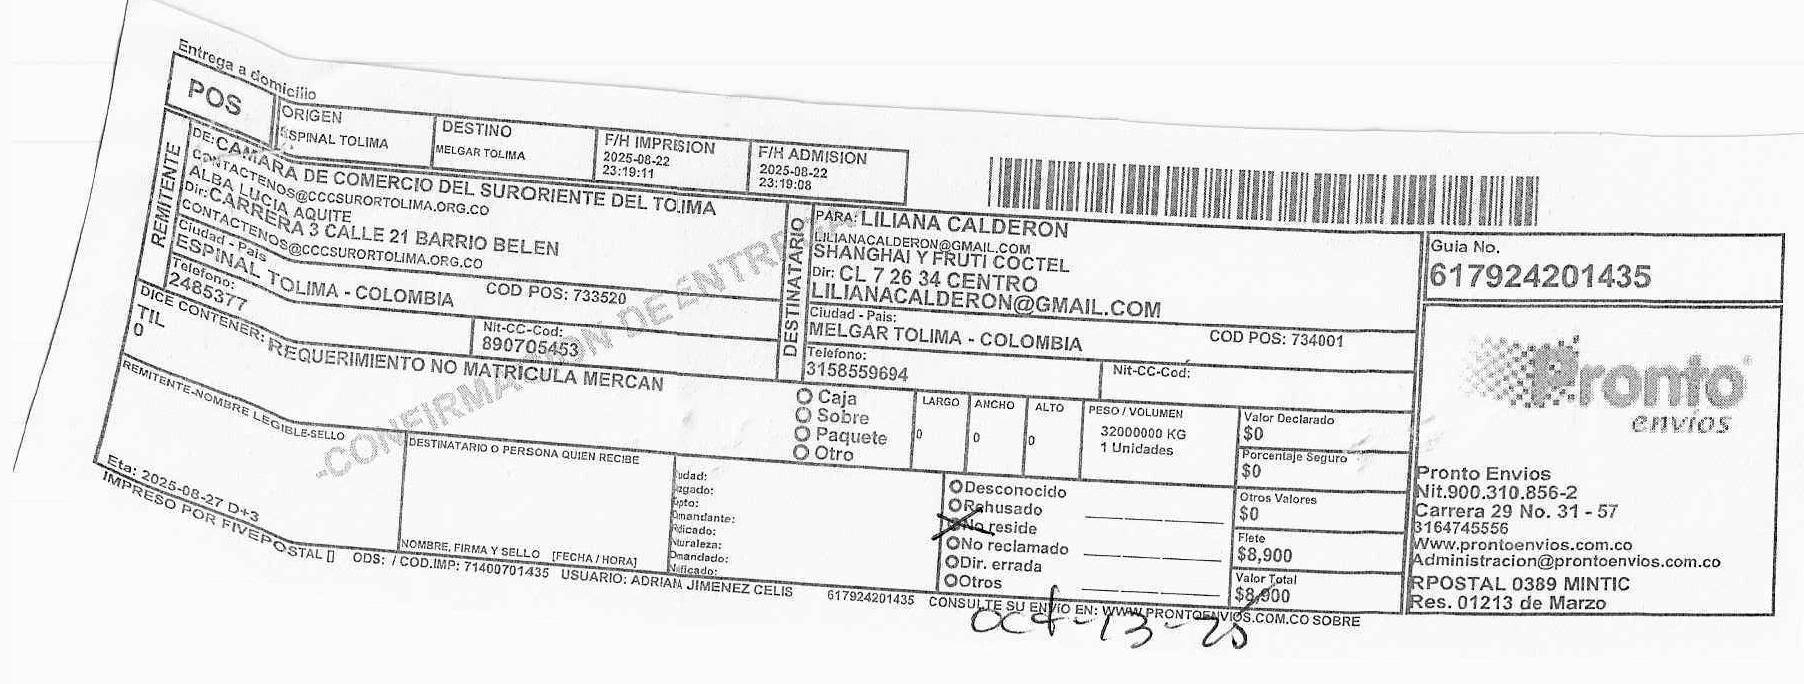 Entrega a domicilio
POS
ORIGEN
ESPINAL TOLIMA
DESTINO
MELGAR TOLIMA
F/H IMPRESION
2025-08-22
23:19:11
F/H ADMISION
2025-08-22
23:19:08
REMITENTE
DE: CAMARA DE COMERCIO DEL SURORIENTE DEL TO.IMA
CONTACTENOS@CCCSURORTOLIMA.ORG.CO
ALBA LUCIA AQUITE
Dir: CARRERA 3 CALLE 21 BARRIO BELEN
CONTACTENOS@CCCSURORTOLIMA.ORG.CO
Ciudad - Pais
ESPINAL TOLIMA - COLOMBIA
COD POS: 733520
Telefono:
2485377
Nit-CC-Cod:
890705453
DICE CONTENER: REQUERIMIENTO NO MATRICULA MERCAN
TIL
0
-CONFIRMACION DE ENTREGA
DESTINATARIO
PARA: LILIANA CALDERON
LILIANACALDERON@GMAIL.COM
SHANGHAI Y FRUTI COCTEL
Dir: CL 7 26 34 CENTRO
LILIANACALDERON@GMAIL.COM
Ciudad - Pais:
MELGAR TOLIMA - COLOMBIA
COD POS: 734001
Telefono:
3158559694
Nit-CC-Cod:
Guia No.
617924201435
Pronto
envíos
Caja
Sobre
Paquete
Otro
LARGO
0
ANCHO
0
ALTO
0
PESO / VOLUMEN
32000000 KG
1 Unidades
Valor Declarado
$0
Porcentaje Seguro
$0
Otros Valores
$0
Flete
$8,900
Valor Total
$8,900
REMITENTE-NOMBRE LEGIBLE-SELLO
DESTINATARIO O PERSONA QUIEN RECIBE
NOMBRE, FIRMA Y SELLO [FECHA / HORA]
Desconocido
Rehusado
No reside
No reclamado
Dir. errada
Otros
Pronto Envios
Nit.900.310.856-2
Carrera 29 No. 31 - 57
3164745556
Www.prontoenvios.com.co
Administracion@prontoenvios.com.co
RPOSTAL 0389 MINTIC
Res. 01213 de Marzo
Eta: 2025-08-27 D+3
IMPRESO POR FIVEPOSTAL [] ODS: / COD.IMP: 71400701435 USUARIO: ADRIAN JIMENEZ CELIS 617924201435 CONSULTE SU ENVIO EN: WWW.PRONTOENVIOS.COM.CO SOBRE
oct-13-25